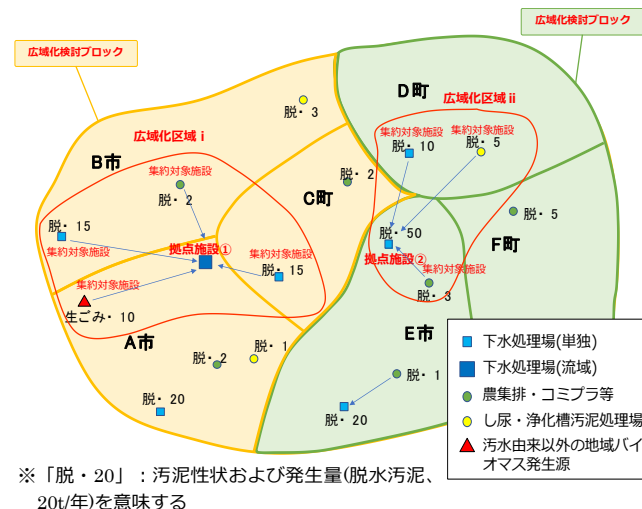 広域化検討ブロック
広域化検討ブロック
D町
広域化区域ⅱ
脱・3
広域化区域ⅰ
集約対象施設
集約対象施設
脱・10
脱・5
B市
集約対象施設
脱・2
脱・2
C町
脱・5
脱・15
集約対象施設
脱・50
F町
拠点施設①
拠点施設②
集約対象施設
脱・15
集約対象施設
集約対象施設
脱・3
生ごみ・10
A市
E市
脱・1
脱・2
脱・1
脱・20
脱・20
下水処理場(単独)
下水処理場(流域)
農集排・コミプラ等
し尿・浄化槽汚泥処理場
汚水由来以外の地域バイ
オマス発生源
※「脱・20」:汚泥性状および発生量(脱水汚泥、
20t/年)を意味する